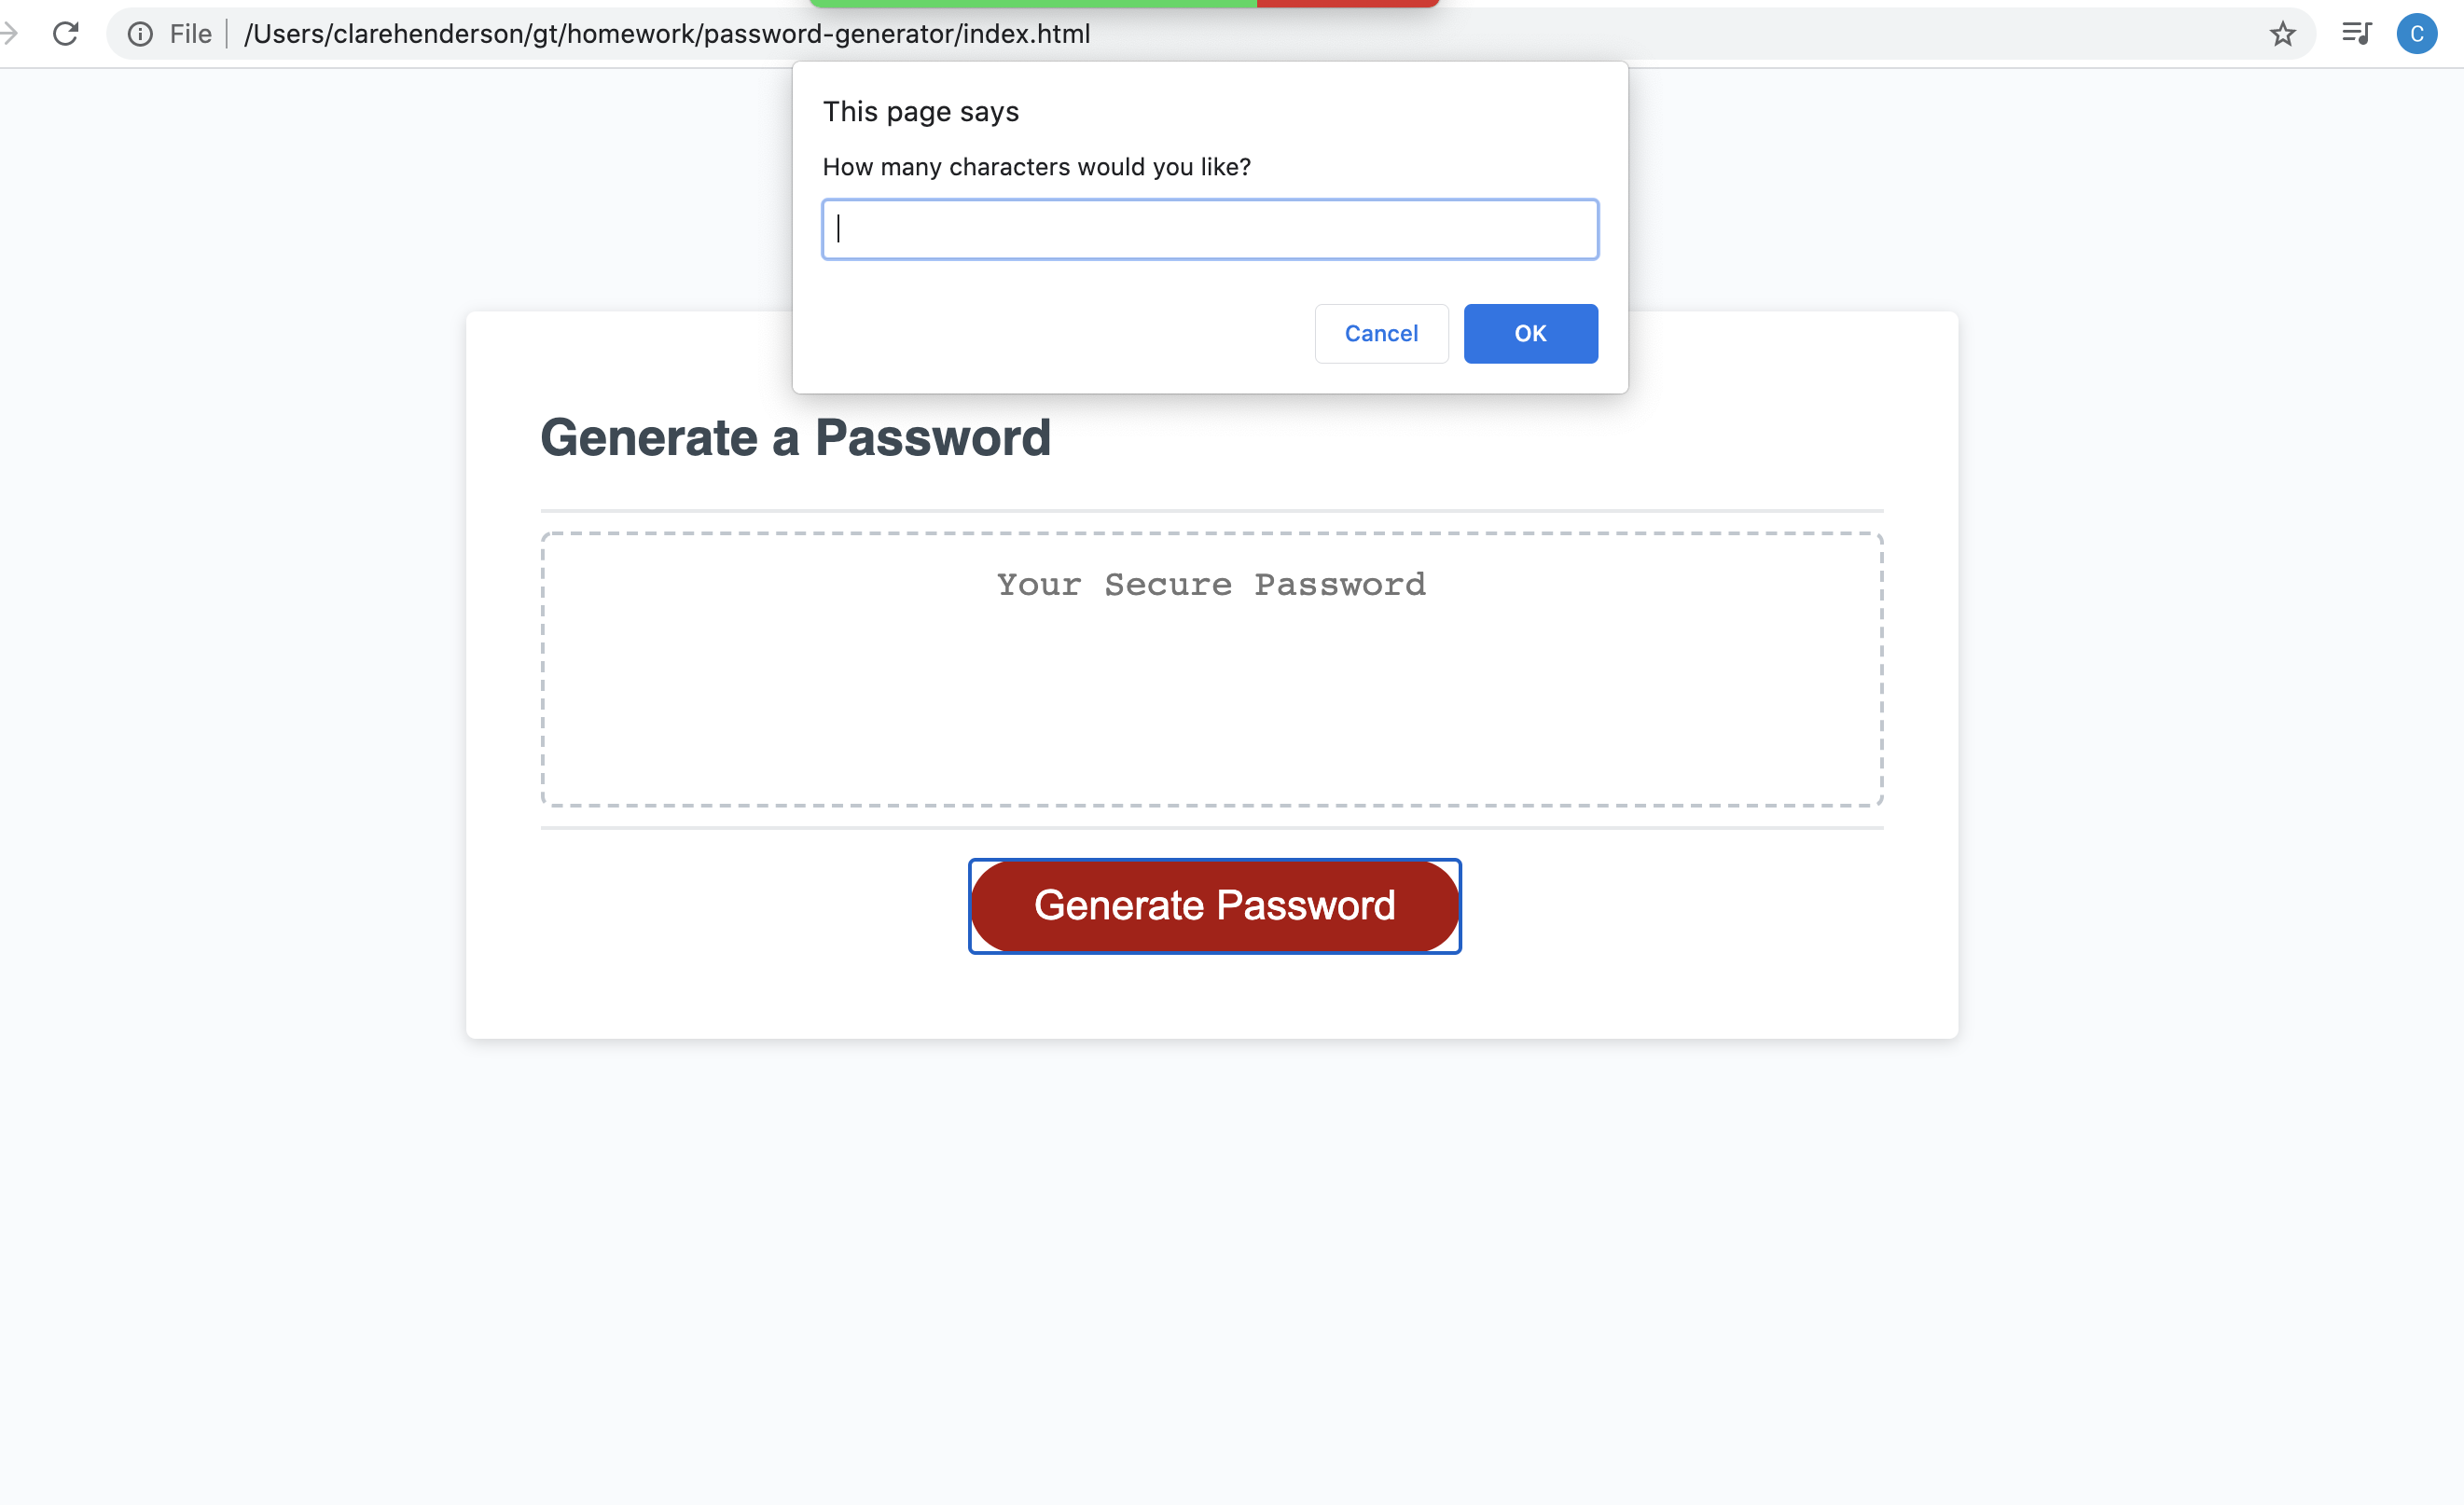 File /Users/clarehenderson/gt/homework/password-generator/index.html
C
This page says
How many characters would you like?
Cancel OK
Generate a Password
Your Secure Password
Generate Password